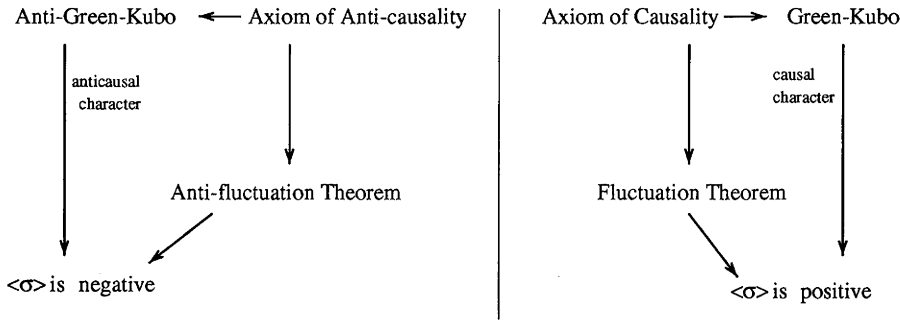 Anti-Green-Kubo
Axiom of Anti-causality
anticausal
character
Anti-fluctuation Theorem
<σ> is negative
Axiom of Causality
Green-Kubo
causal
character
Fluctuation Theorem
<σ> is positive